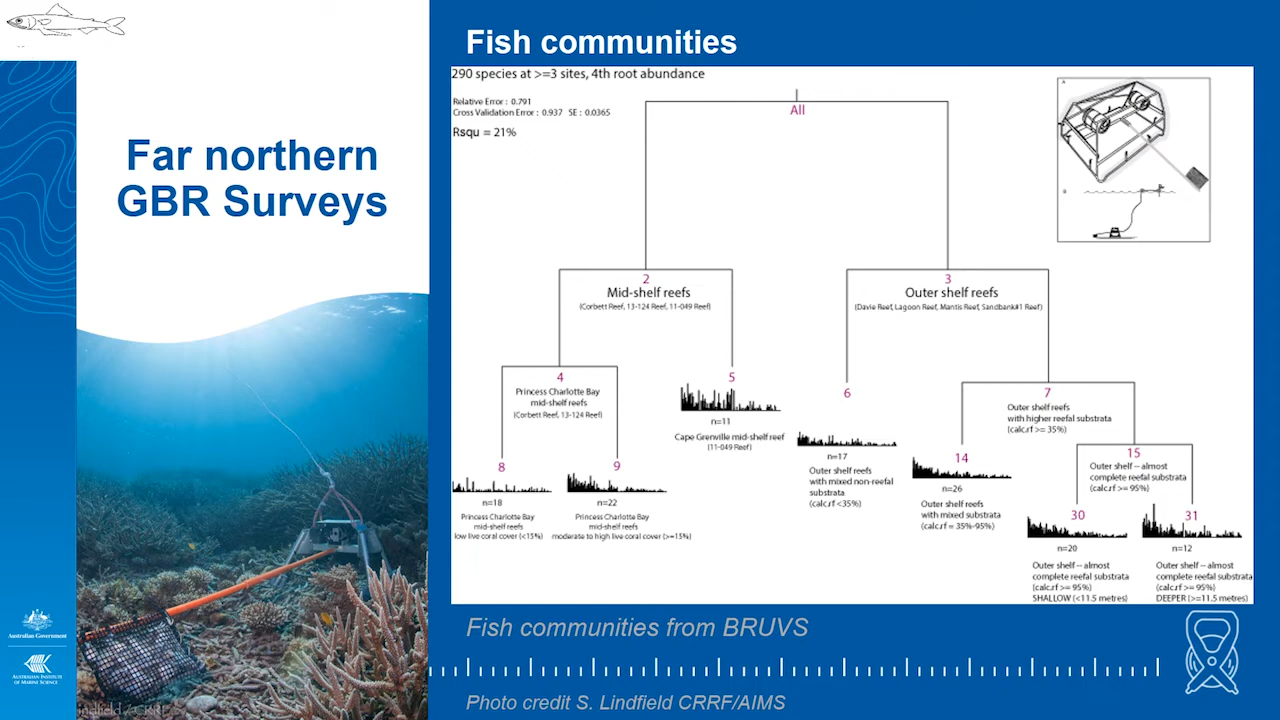 Far northern
GBR Surveys
Australian Government
AUSTRALIAN INSTITUTE
OF MARINE SCIENCE
Fish communities
290 species at >=3 sites, 4th root abundance
Relative Error : 0.791
Cross Validation Error : 0.937 SE : 0.0365
Rsqu = 21%
All
A
B
2
Mid-shelf reefs
(Corbett Reef, 13-124 Reef, 11-049 Reef)
3
Outer shelf reefs
(Davie Reef, Lagoon Reef, Mantis Reef, Sandbank#1 Reef)
4
Princess Charlotte Bay
mid-shelf reefs
(Corbett Reef, 13-124 Reef)
5
n=11
Cape Grenville mid-shelf reef
(11-049 Reef)
6
n=17
Outer shelf reefs
with mixed non-reefal
substrata
(calc.rf <35%)
7
Outer shelf reefs
with higher reefal substrata
(calc.rf >= 35%)
8
n=18
Princess Charlotte Bay
mid-shelf reefs
low live coral cover (<15%)
9
n=22
Princess Charlotte Bay
mid-shelf reefs
moderate to high live coral cover (>=15%)
14
n=26
Outer shelf reefs
with mixed substrata
(calc.rf = 35%-95%)
15
Outer shelf -- almost
complete reefal substrata
(calc.rf >= 95%)
30
n=20
Outer shelf -- almost
complete reefal substrata
(calc.rf >= 95%)
SHALLOW (<11.5 metres)
31
n=12
Outer shelf -- almost
complete reefal substrata
(calc.rf >= 95%)
DEEPER (>=11.5 metres)
Fish communities from BRUVS
Photo credit S. Lindfield CRRF/AIMS